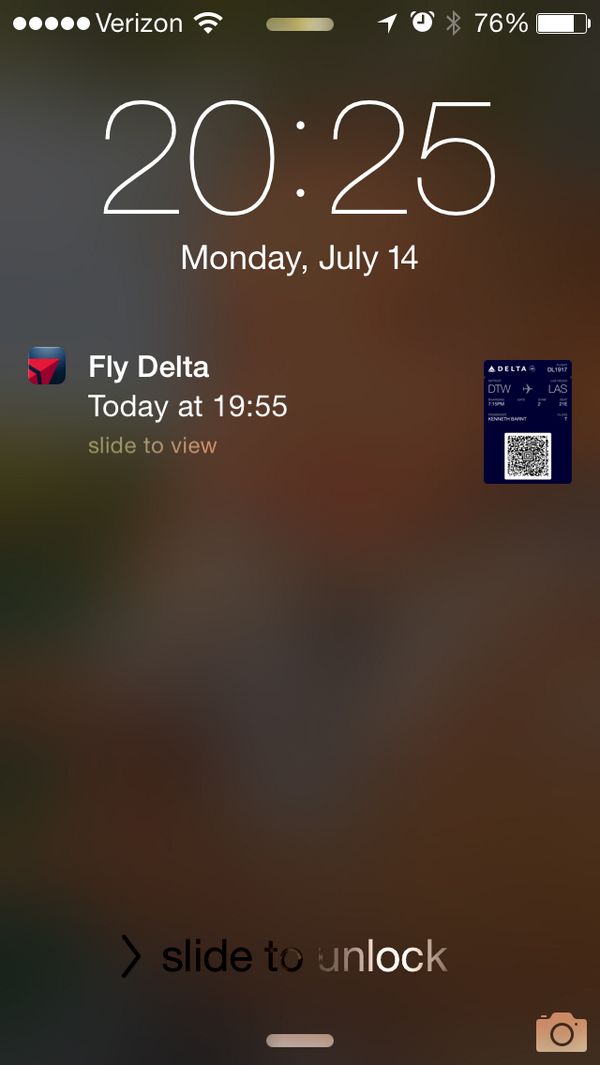 Verizon 76%
20:25
Monday, July 14
Fly Delta
Today at 19:55
slide to view
DELTA DL1917
DTW LAS
7:15PM 2 21E
KENNETH BARNT
slide to unlock